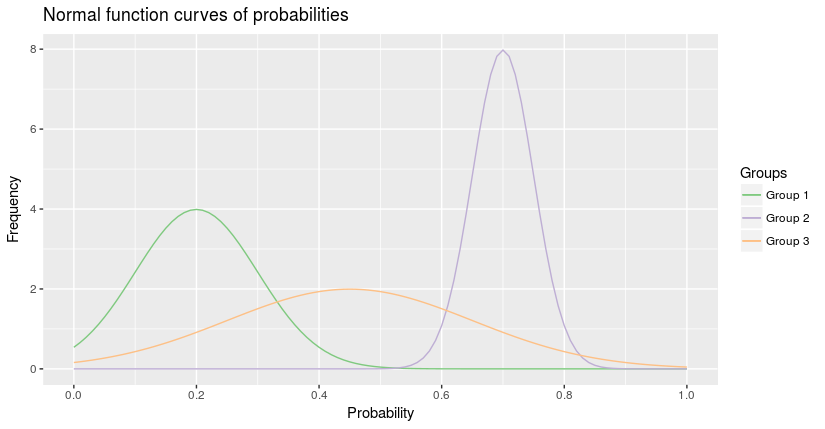 Normal function curves of probabilities
8
6
4
2
0
Frequency
0.0 0.2 0.4 0.6 0.8 1.0
Probability
Groups
Group 1
Group 2
Group 3